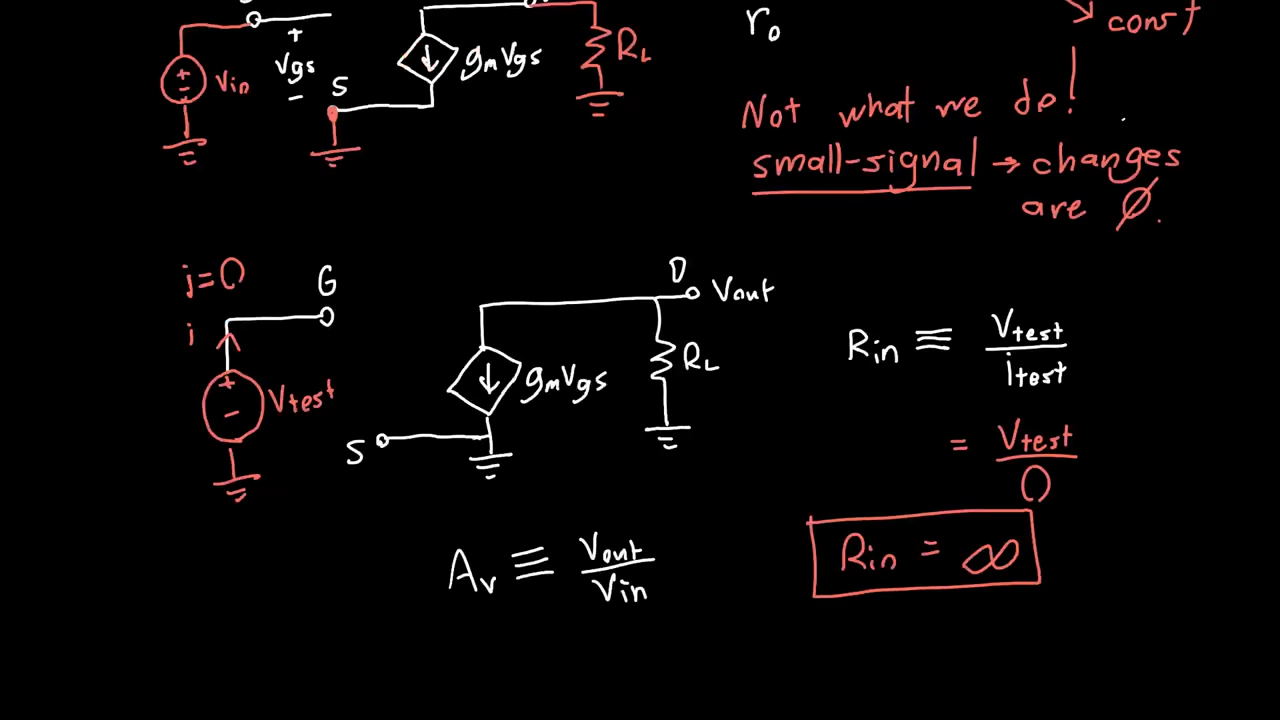 ro
const
+
Vgs
−
+
−
Vin
S
gmVgs
RL
Not what we do!
small-signal → changes
are Ø.
i=0
G
i
+
−
Vtest
D
Vout
gmVgs
RL
S
Rin ≡ Vtest / itest
= Vtest / 0
Rin = ∞
Av ≡ Vout / Vin